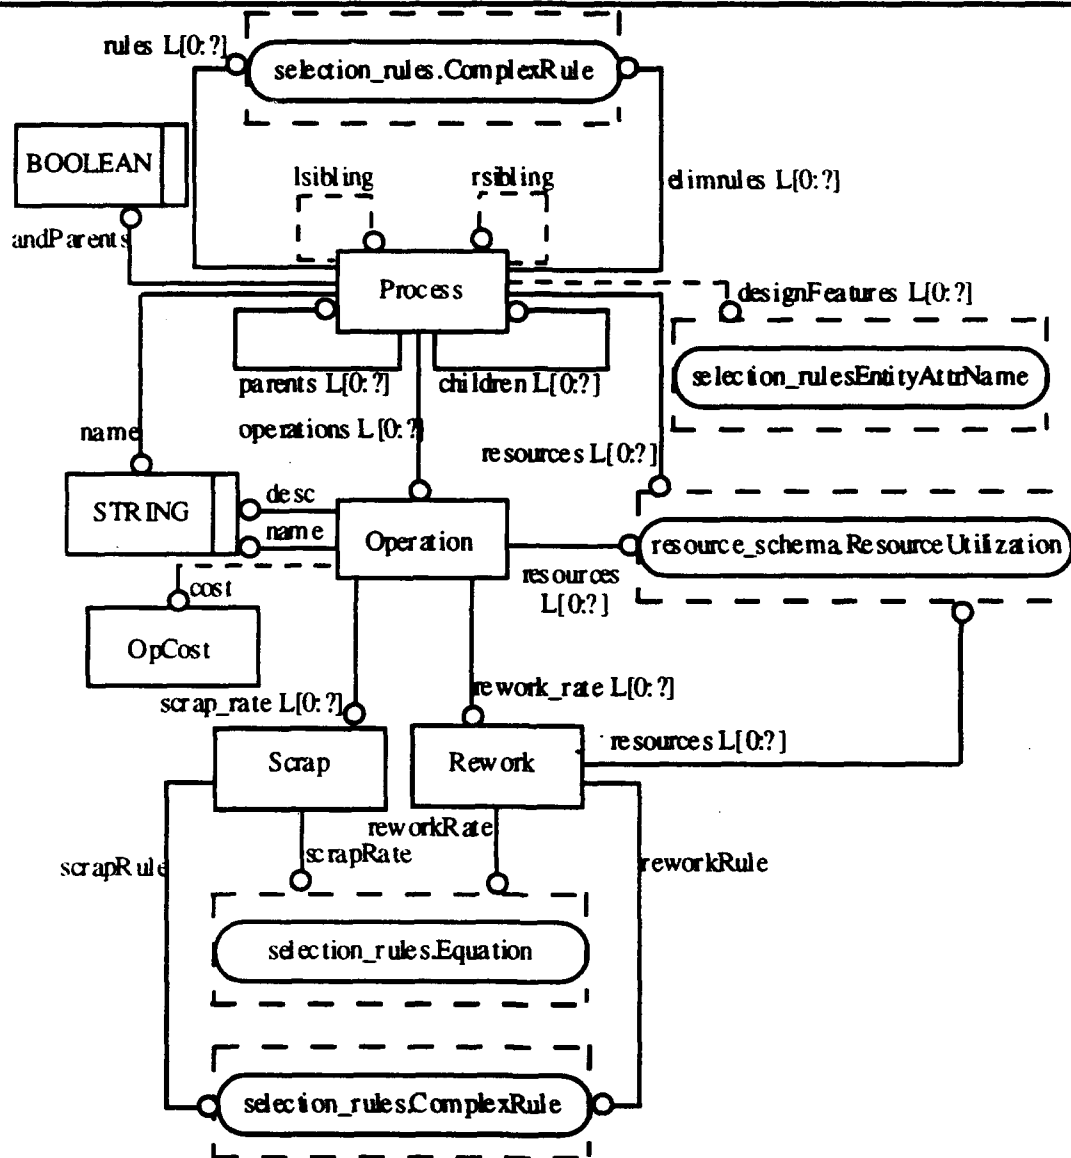 rules L[0:?]
selection_rules.ComplexRule
BOOLEAN
lsibling
rsibling
elimrules L[0:?]
andParents
Process
designFeatures L[0:?]
parents L[0:?]
children L[0:?]
selection_rulesEntityAttrName
name
operations L[0:?]
resources L[0:?]
STRING
desc
name
Operation
resource_schema.ResourceUtilization
resources
L[0:?]
cost
OpCost
scrap_rate L[0:?]
rework_rate L[0:?]
Scrap
Rework
resources L[0:?]
reworkRate
scrapRate
scrapRule
reworkRule
selection_rules.Equation
selection_rules.ComplexRule